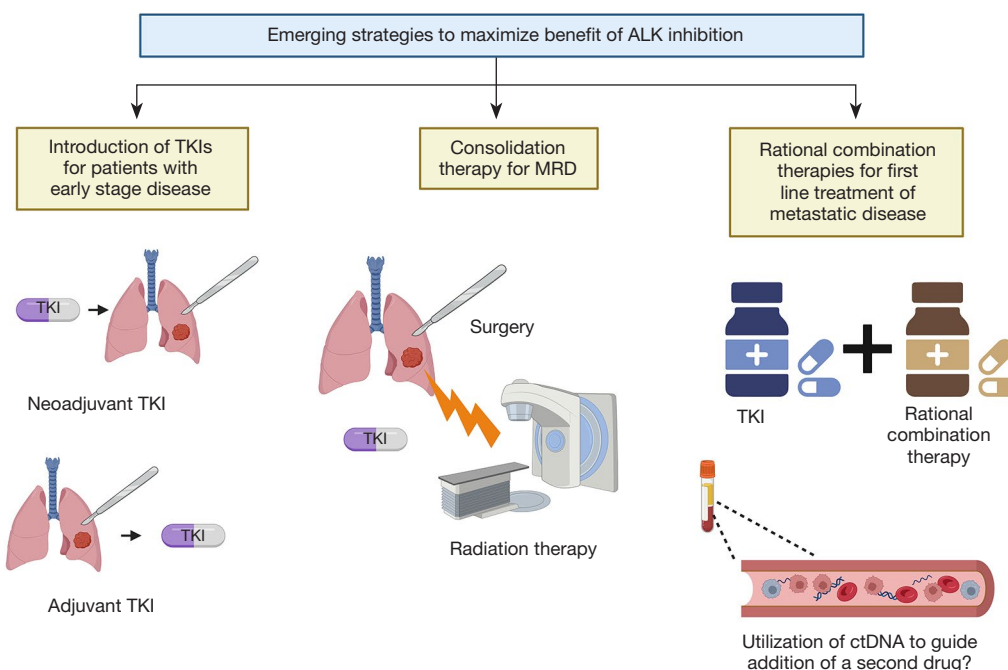 Emerging strategies to maximize benefit of ALK inhibition
Introduction of TKIs
for patients with
early stage disease
Consolidation
therapy for MRD
Rational combination
therapies for first
line treatment of
metastatic disease
TKI
Neoadjuvant TKI
TKI
Adjuvant TKI
Surgery
TKI
Radiation therapy
TKI
Rational
combination
therapy
Utilization of ctDNA to guide
addition of a second drug?